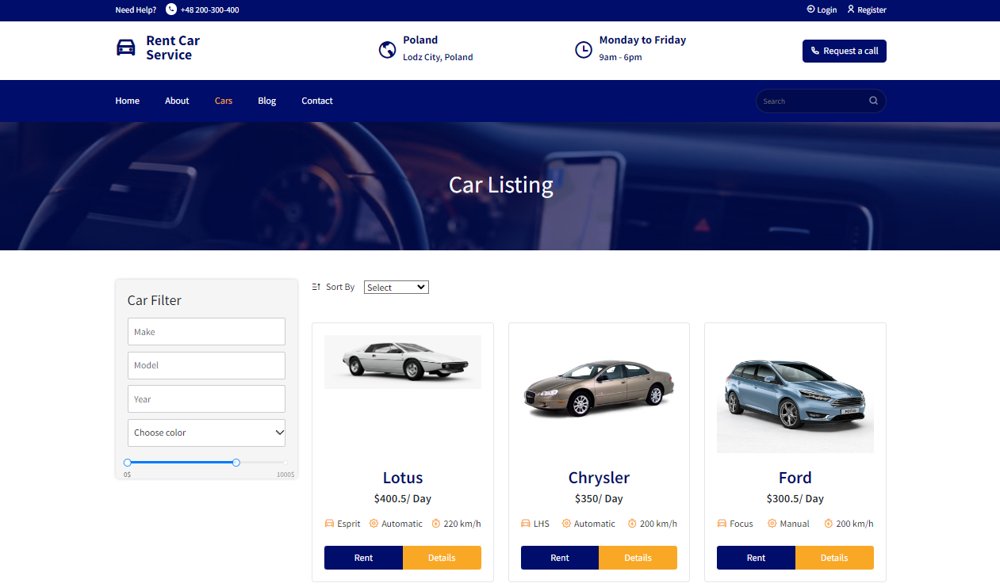 Need Help? +48 200-300-400 Login Register
Rent Car
Service
Poland
Lodz City, Poland
Monday to Friday
9am - 6pm
Request a call
Home About Cars Blog Contact Search
Car Listing
Car Filter
Make
Model
Year
Choose color
0$ 1000$
Sort By Select
Lotus
$400.5/ Day
Esprit Automatic 220 km/h
Rent Details
Chrysler
$350/ Day
LHS Automatic 200 km/h
Rent Details
FOCUS
Ford
$300.5/ Day
Focus Manual 200 km/h
Rent Details